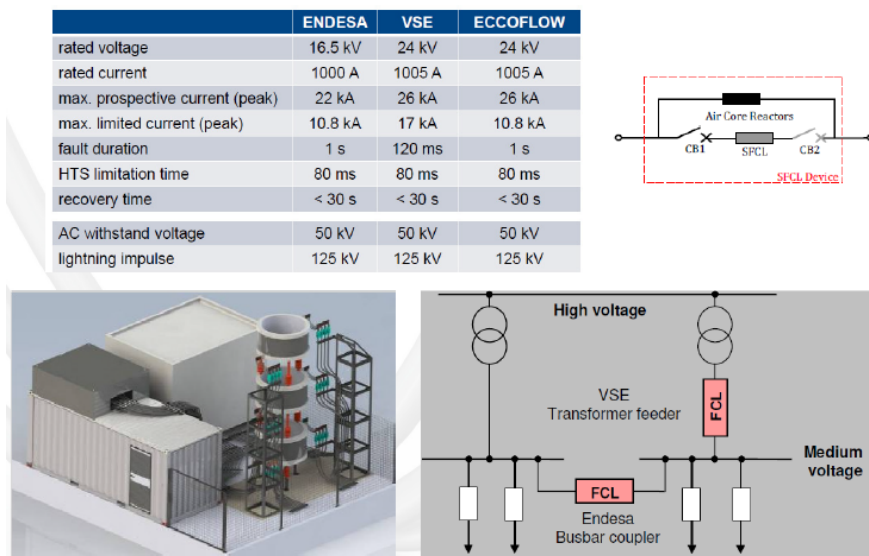 ENDESA VSE ECCOFLOW
rated voltage 16.5 kV 24 kV 24 kV
rated current 1000 A 1005 A 1005 A
max. prospective current (peak) 22 kA 26 kA 26 kA
max. limited current (peak) 10.8 kA 17 kA 10.8 kA
fault duration 1 s 120 ms 1 s
HTS limitation time 80 ms 80 ms 80 ms
recovery time < 30 s < 30 s < 30 s
AC withstand voltage 50 kV 50 kV 50 kV
lightning impulse 125 kV 125 kV 125 kV
Air Core Reactors
CB1 SFCL CB2
SFCL Device
High voltage
VSE
Transformer feeder
FCL
Medium
voltage
FCL
Endesa
Busbar coupler